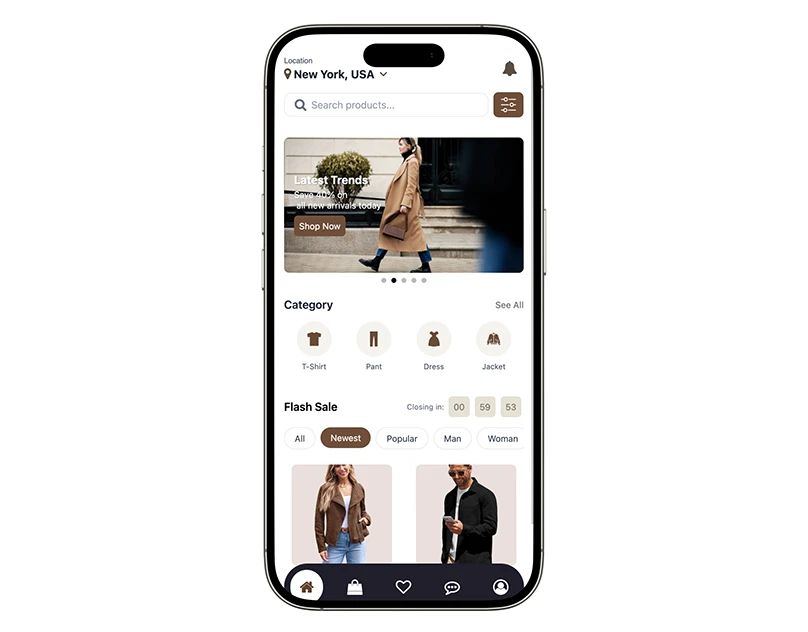 Location
New York, USA
Search products...
Latest Trends
Save 40% on
all new arrivals today
Shop Now
Category
See All
T-Shirt
Pant
Dress
Jacket
Flash Sale
Closing in:
00
59
53
All
Newest
Popular
Man
Woman